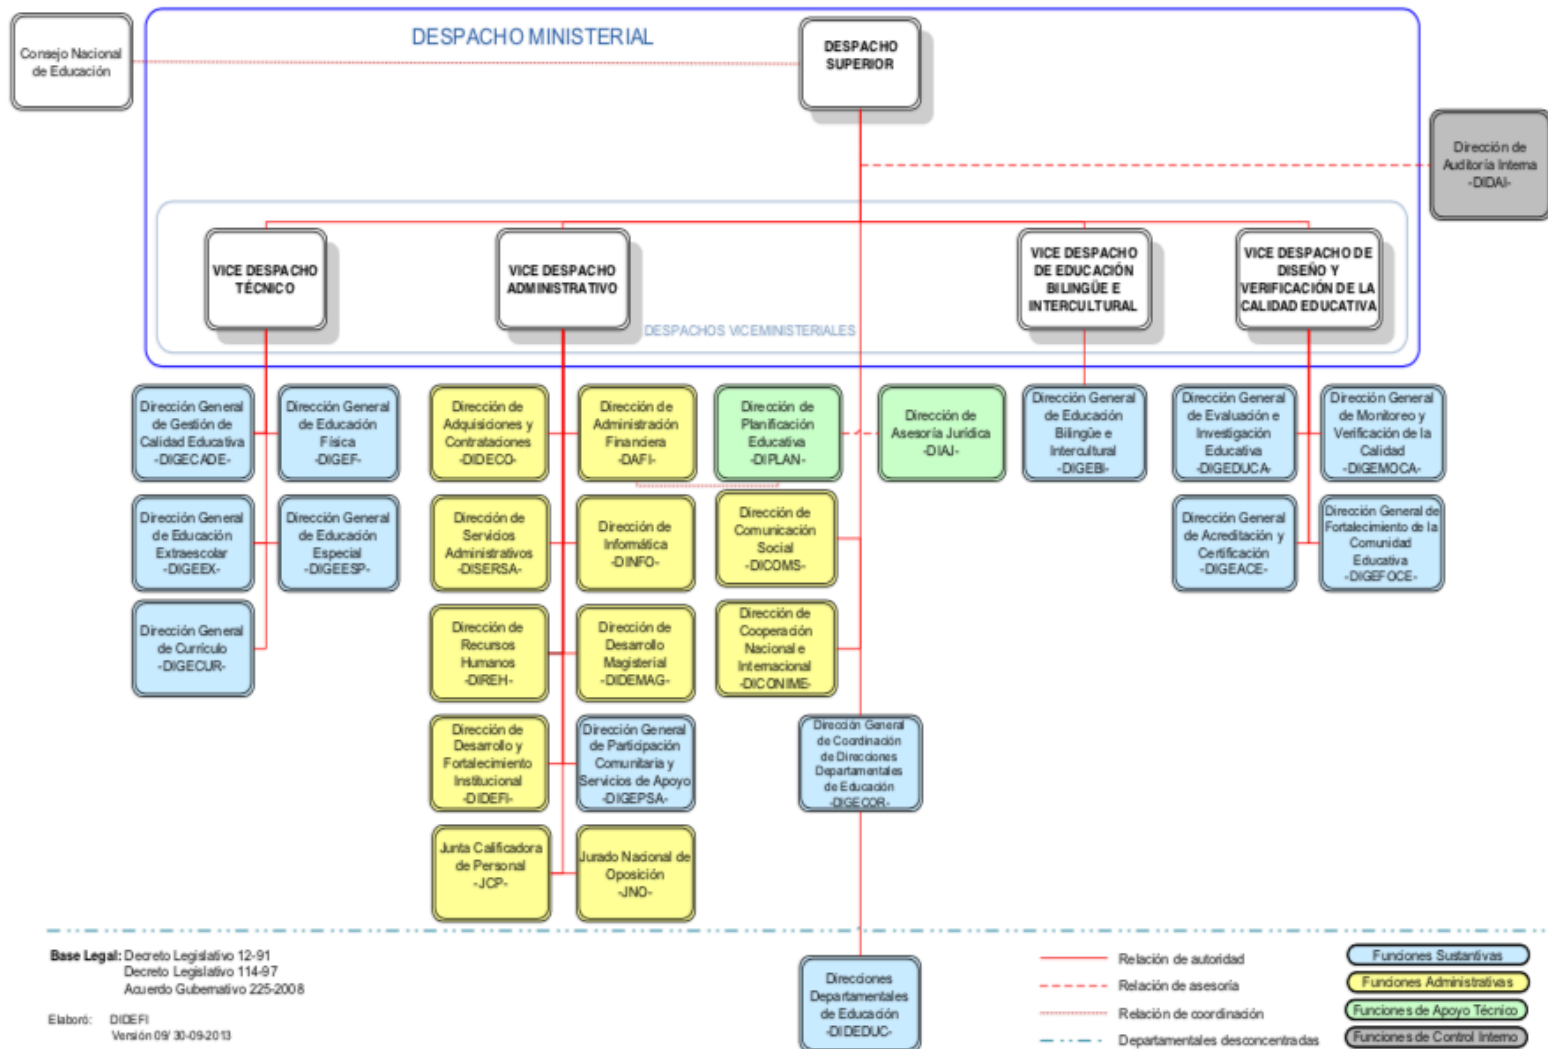 Consejo Nacional
de Educación
DESPACHO MINISTERIAL
DESPACHO
SUPERIOR
Dirección de
Auditoría Interna
-DIDAI-
VICE DESPACHO
TÉCNICO
VICE DESPACHO
ADMINISTRATIVO
VICE DESPACHO
DE EDUCACIÓN
BILINGÜE E
INTERCULTURAL
VICE DESPACHO DE
DISEÑO Y
VERIFICACIÓN DE LA
CALIDAD EDUCATIVA
DESPACHOS VICEMINISTERIALES
Dirección General
de Gestión de
Calidad Educativa
-DIGECADE-
Dirección General
de Educación
Física
-DIGEF-
Dirección de
Adquisiciones y
Contrataciones
-DIDECO-
Dirección de
Administración
Financiera
-DAFI-
Dirección de
Planificación
Educativa
-DIPLAN-
Dirección de
Asesoría Jurídica
-DIAJ-
Dirección General
de Educación
Bilingüe e
Intercultural
-DIGEBI-
Dirección General
de Evaluación e
Investigación
Educativa
-DIGEDUCA-
Dirección General
de Monitoreo y
Verificación de la
Calidad
-DIGEMOCA-
Dirección General
de Educación
Extraescolar
-DIGEEX-
Dirección General
de Educación
Especial
-DIGEESP-
Dirección de
Servicios
Administrativos
-DISERSA-
Dirección de
Informática
-DINFO-
Dirección de
Comunicación
Social
-DICOMS-
Dirección General
de Acreditación y
Certificación
-DIGEACE-
Dirección General de
Fortalecimiento de la
Comunidad
Educativa
-DIGEFOCE-
Dirección General
de Currículo
-DIGECUR-
Dirección de
Recursos
Humanos
-DIREH-
Dirección de
Desarrollo
Magisterial
-DIDEMAG-
Dirección de
Cooperación
Nacional e
Internacional
-DICONIME-
Dirección de
Desarrollo y
Fortalecimiento
Institucional
-DIDEFI-
Dirección General
de Participación
Comunitaria y
Servicios de Apoyo
-DIGEPSA-
Dirección General
de Coordinación
de Direcciones
Departamentales
de Educación
-DIGECOR-
Junta Calificadora
de Personal
-JCP-
Jurado Nacional de
Oposición
-JNO-
Direcciones
Departamentales
de Educación
-DIDEDUC-
Base Legal: Decreto Legislativo 12-91
Decreto Legislativo 114-97
Acuerdo Gubernativo 225-2008
Elaboró: DIDEFI
Versión 09/ 30-09-2013
Relación de autoridad
Relación de asesoría
Relación de coordinación
Departamentales desconcentradas
Funciones Sustantivas
Funciones Administrativas
Funciones de Apoyo Técnico
Funciones de Control Interno